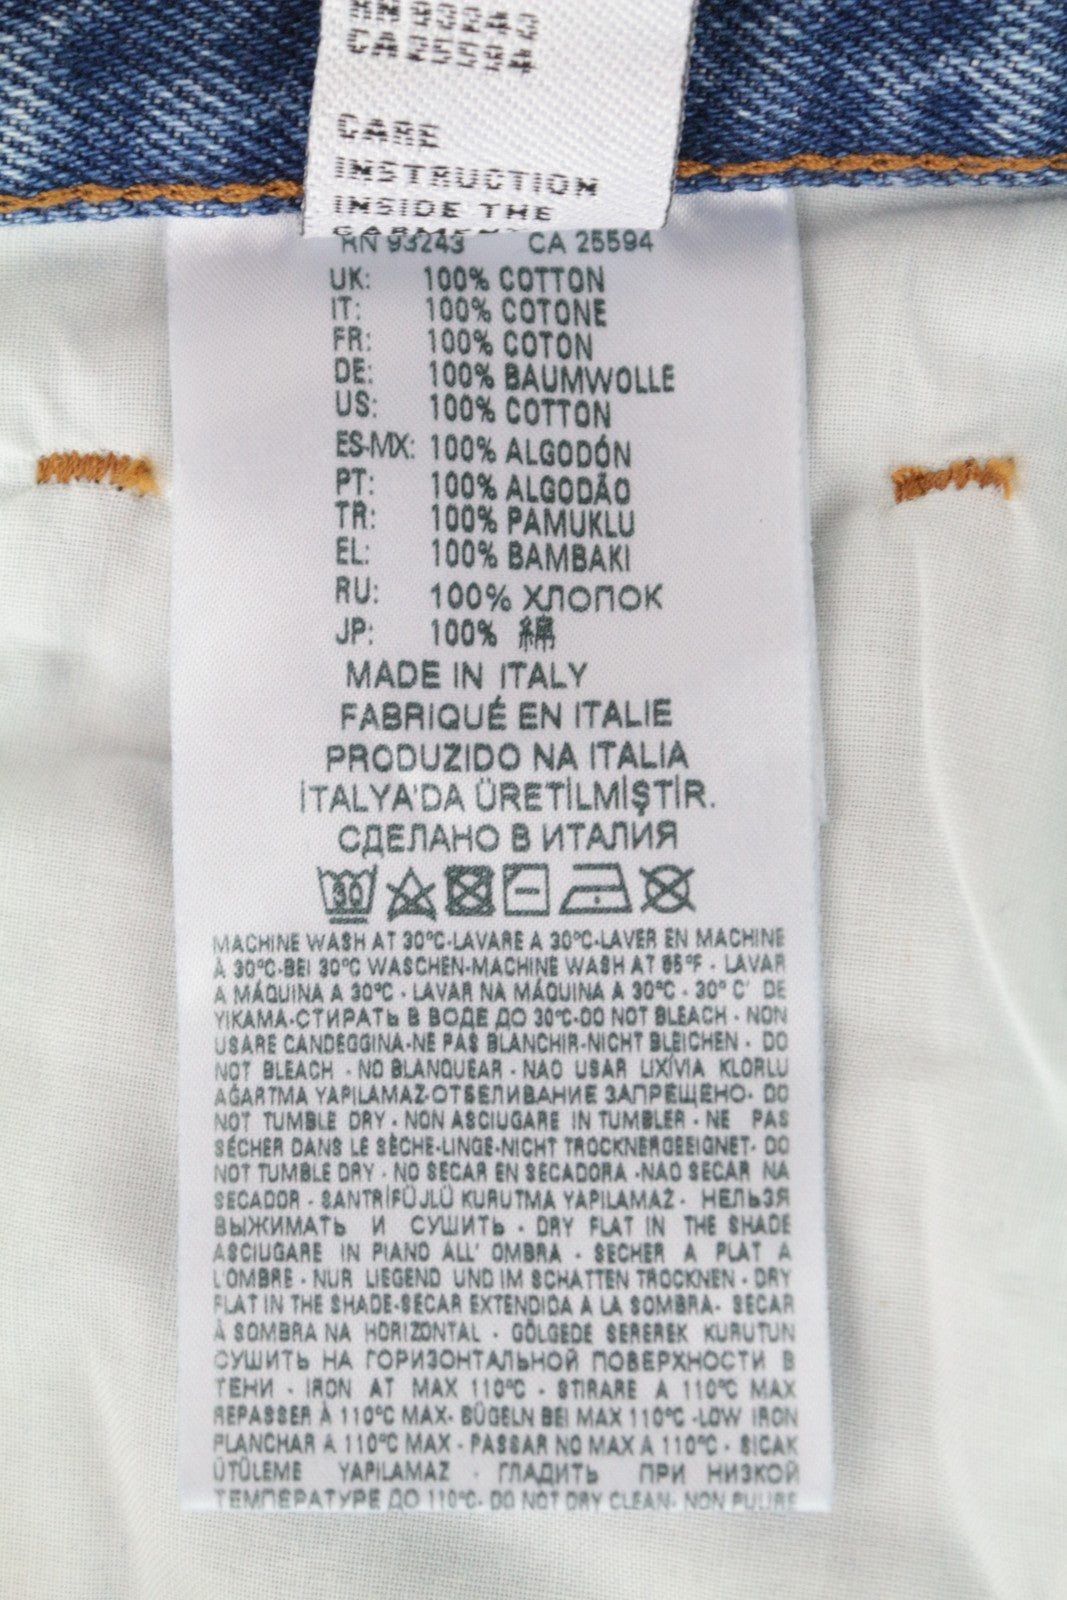 CARE
INSTRUCTION
INSIDE THE
RN 93243 CA 25594
UK: 100% COTTON
IT: 100% COTONE
FR: 100% COTON
DE: 100% BAUMWOLLE
US: 100% COTTON
ES-MX: 100% ALGODÓN
PT: 100% ALGODÃO
TR: 100% PAMUKLU
EL: 100% BAMBAKI
RU: 100% ХЛОПОК
JP: 100% 綿
MADE IN ITALY
FABRIQUÉ EN ITALIE
PRODUZIDO NA ITALIA
İTALYA'DA ÜRETİLMİŞTİR.
СДЕЛАНО В ИТАЛИЯ
30
MACHINE WASH AT 30°C-LAVARE A 30°C-LAVER EN MACHINE
À 30°C-BEI 30°C WASCHEN-MACHINE WASH AT 85°F - LAVAR
A MÁQUINA A 30°C - LAVAR NA MÁQUINA A 30°C - 30° C' DE
YIKAMA-СТИРАТЬ В ВОДЕ ДО 30°C-DO NOT BLEACH - NON
USARE CANDEGGINA-NE PAS BLANCHIR-NICHT BLEICHEN - DO
NOT BLEACH - NO BLANQUEAR - NAO USAR LIXÍVIA KLORLU
AĞARTMA YAPILAMAZ-ОТБЕЛИВАНИЕ ЗАПРЕЩЕНО- DO
NOT TUMBLE DRY - NON ASCIUGARE IN TUMBLER - NE PAS
SÉCHER DANS LE SÈCHE-LINGE-NICHT TROCKNERGEEIGNET- DO
NOT TUMBLE DRY - NO SECAR EN SECADORA -NAO SECAR NA
SECADOR - SANTRİFÜJLÜ KURUTMA YAPILAMAZ - НЕЛЬЗЯ
ВЫЖИМАТЬ И СУШИТЬ - DRY FLAT IN THE SHADE
ASCIUGARE IN PIANO ALL' OMBRA - SECHER A PLAT A
L'OMBRE - NUR LIEGEND UND IM SCHATTEN TROCKNEN - DRY
FLAT IN THE SHADE-SECAR EXTENDIDA A LA SOMBRA- SECAR
À SOMBRA NA HORIZONTAL - GÖLGEDE SEREREK KURUTUN
СУШИТЬ НА ГОРИЗОНТАЛЬНОЙ ПОВЕРХНОСТИ В
ТЕНИ - IRON AT MAX 110°C - STIRARE A 110°C MAX
REPASSER À 110°C MAX- BÜGELN BEI MAX 110°C -LOW IRON
PLANCHAR A 110°C MAX - PASSAR NO MAX A 110°C - SICAK
ÜTÜLEME YAPILAMAZ - ГЛАДИТЬ ПРИ НИЗКОЙ
ТЕМПЕРАТУРЕ ДО 110°C- DO NOT DRY CLEAN- NON PULIRE